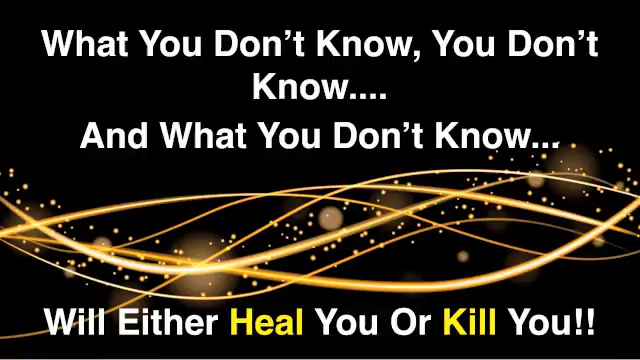 What You Don’t Know, You Don’t
Know....
And What You Don’t Know...
Will Either Heal You Or Kill You!!